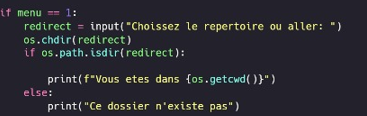 if menu == 1:
    redirect = input("Choissez le repertoire ou aller: ")
    os.chdir(redirect)
    if os.path.isdir(redirect):
        print(f"Vous etes dans {os.getcwd()}")
    else:
        print("Ce dossier n'existe pas")